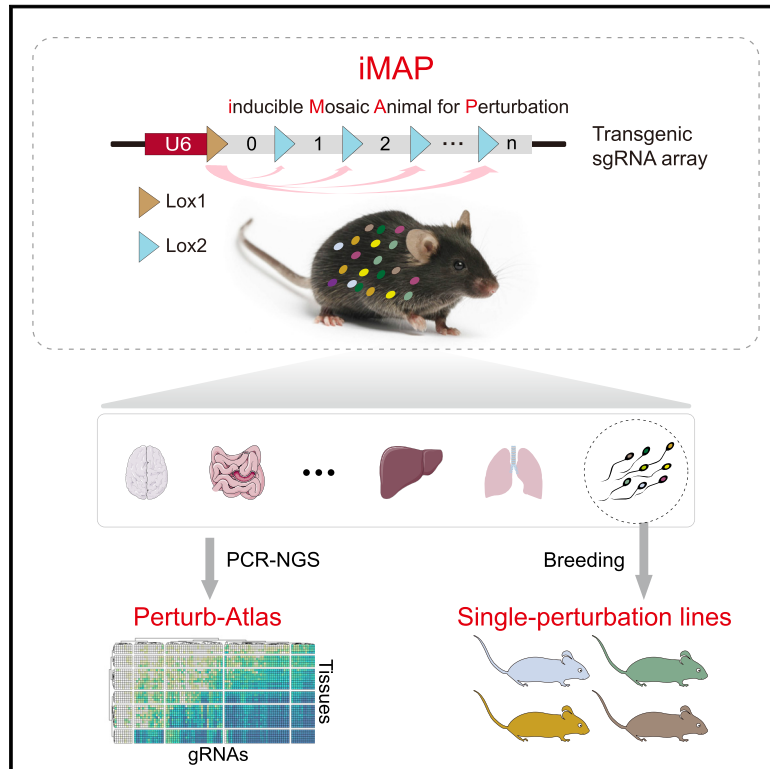 iMAP
inducible Mosaic Animal for Perturbation
U6 0 1 2 ••• n
Transgenic
sgRNA array
Lox1
Lox2
•••
PCR-NGS
Breeding
Perturb-Atlas
Single-perturbation lines
Tissues
gRNAs